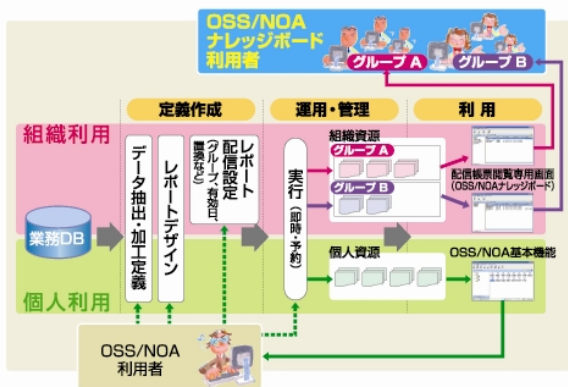 OSS/NOA
ナレッジボード
利用者
グループ A
グループ B
定義作成
運用・管理
利 用
組織利用
業務DB
個人利用
データ抽出・加工定義
レポートデザイン
レポート
配信設定
(グループ、有効日、
置換など)
実行
(即時・予約)
組織資源
グループ A
グループ B
配信帳票閲覧専用画面
(OSS/NOAナレッジボード)
個人資源
OSS/NOA基本機能
OSS/NOA
利用者